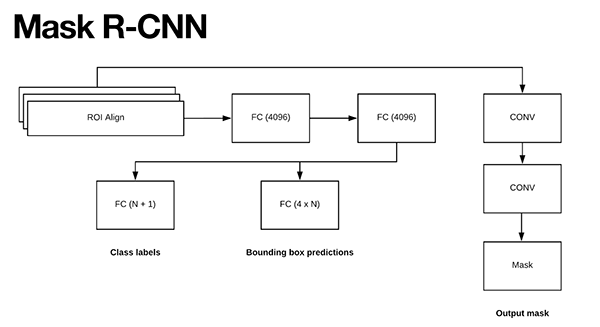 Mask R-CNN
ROI Align
FC (4096)
FC (4096)
CONV
CONV
FC (N + 1)
FC (4 x N)
Class labels
Bounding box predictions
Mask
Output mask